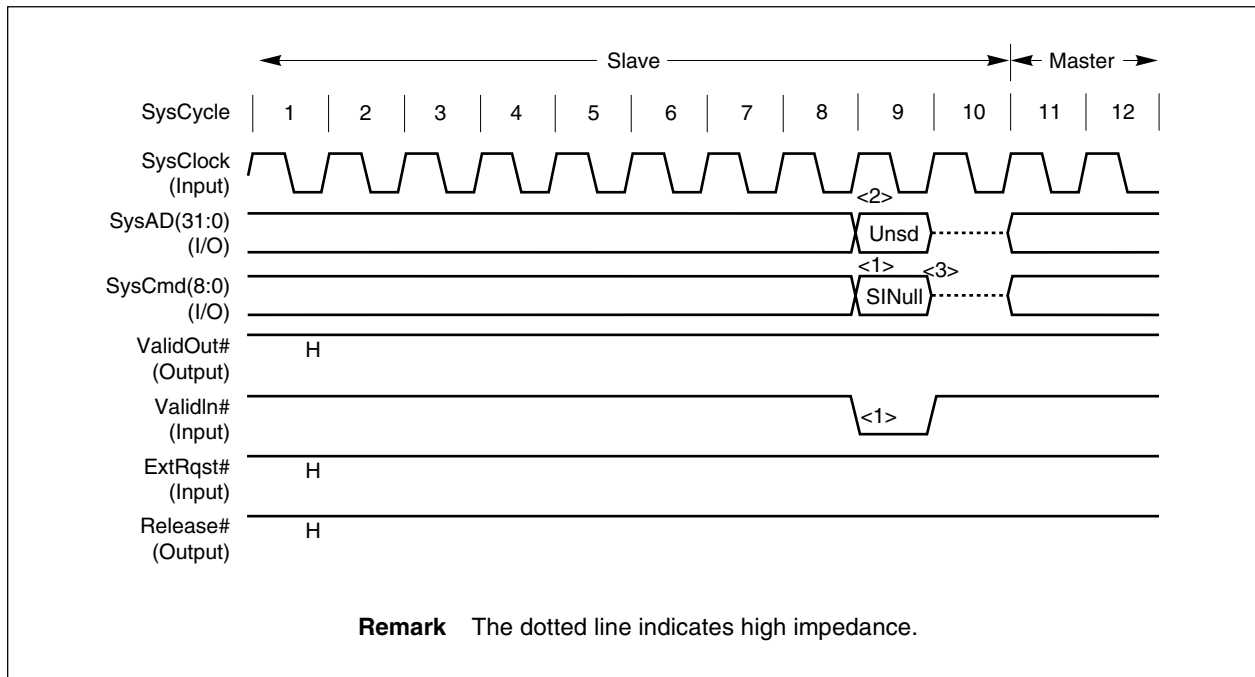 Slave Master
SysCycle 1 2 3 4 5 6 7 8 9 10 11 12
SysClock
(Input)
<2>
SysAD(31:0)
(I/O)
Unsd
<1> <3>
SysCmd(8:0)
(I/O)
SINull
ValidOut#
(Output)
H
ValidIn#
(Input)
<1>
ExtRqst#
(Input)
H
Release#
(Output)
H
Remark The dotted line indicates high impedance.